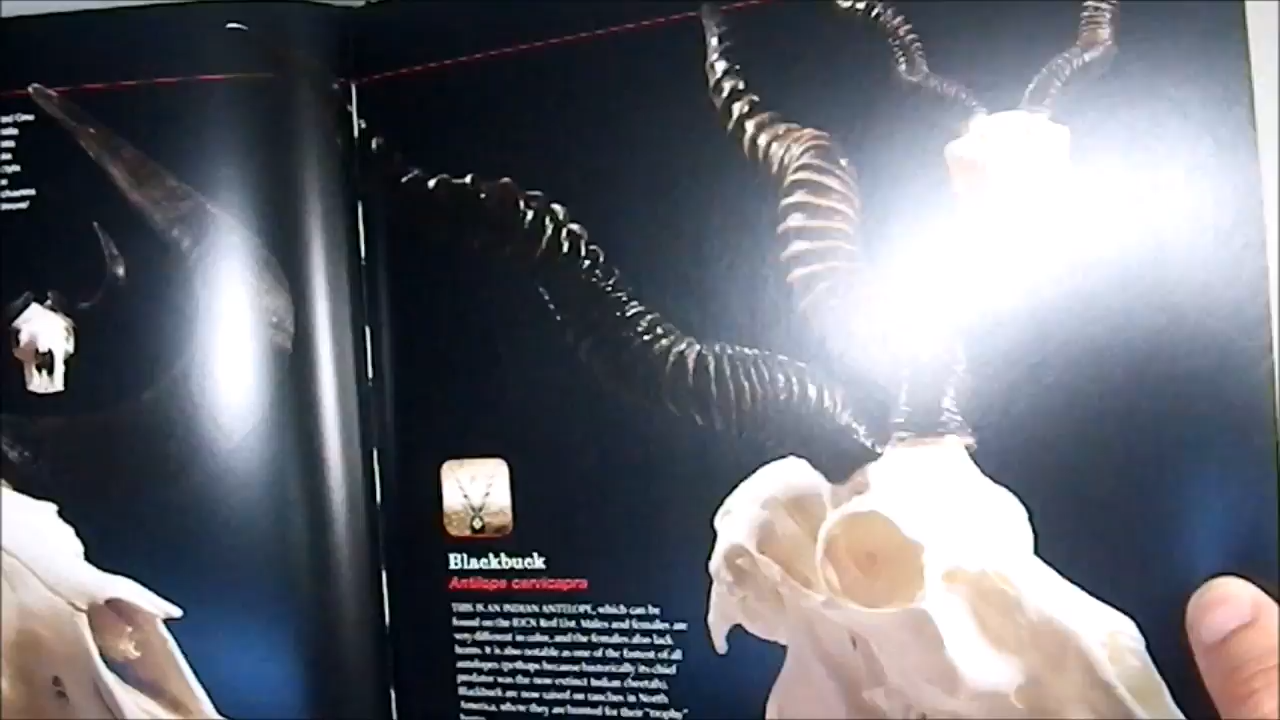 Blackbuck
Antilope cervicapra
THIS IS AN INDIAN ANTELOPE, which can be
found on the IUCN Red List. Males and females are
very different in color, and the females also lack
horns. It is also notable as one of the fastest of all
antelopes (perhaps because historically its chief
predator was the now extinct Indian cheetah).
Blackbuck are now raised on ranches in North
America, where they are hunted for their "trophy"
horns.